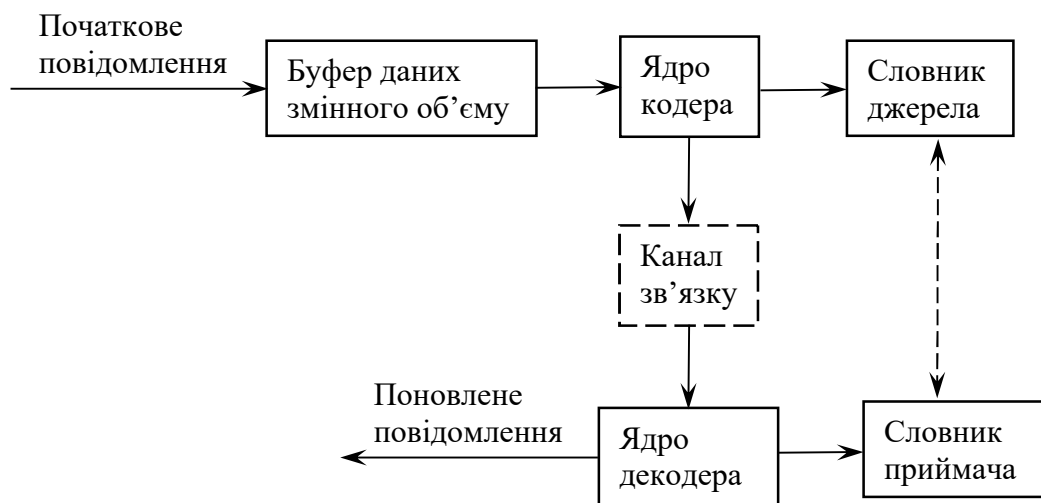 Початкове
повідомлення
Буфер даних
змінного об’єму
Ядро
кодера
Словник
джерела
Канал
зв’язку
Поновлене
повідомлення
Ядро
декодера
Словник
приймача